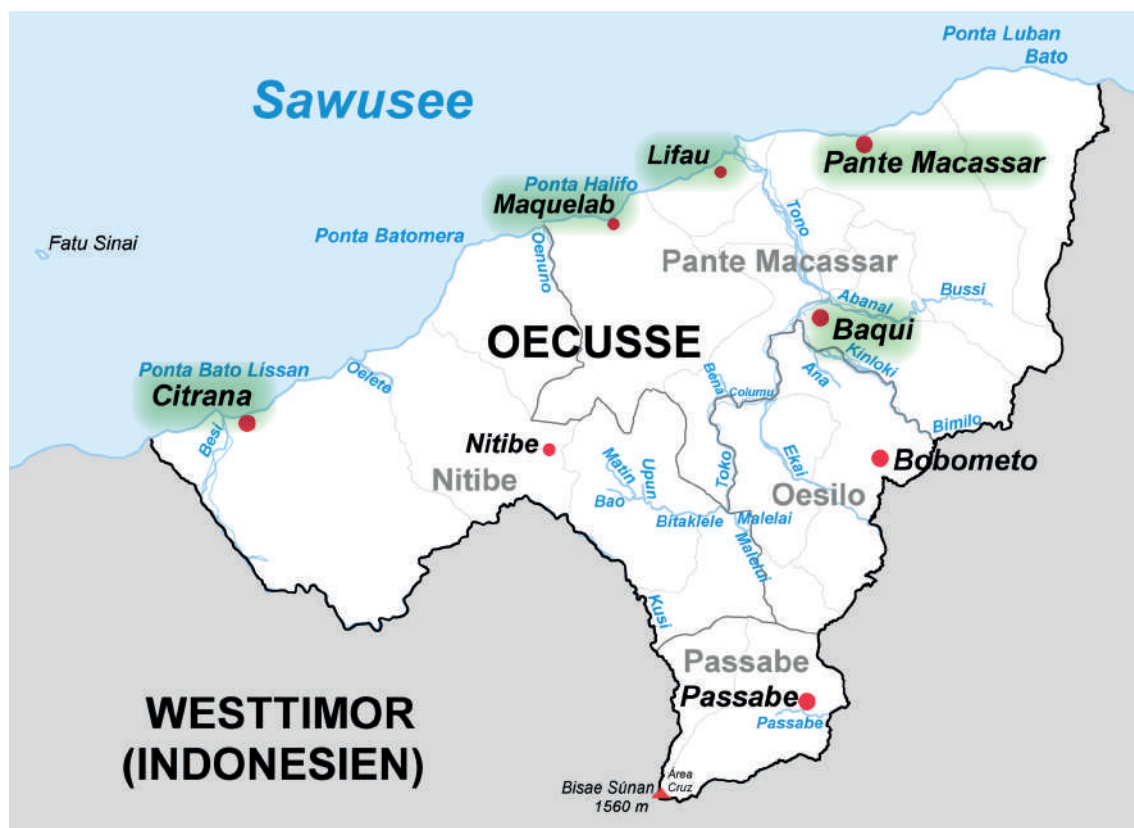 Ponta Luban
Bato
Sawusee
Lifau
Pante Macassar
Ponta Halifo
Maquelab
Tono
Fatu Sinai
Ponta Batomera
Oenuno
Pante Macassar
Bussi
Abanal
Baqui
OECUSSE
Kinloki
Ana
Ponta Bato Líssan
Citrana
Oelete
Bena
Columu
Bimilo
Besi
Nitibe
Nitibe
Matin
Upun
Toko
Ekai
Bobometo
Oesilo
Bao
Bitaklele
Malelai
Malelui
Kusi
Passabe
Passabe
Passabe
WESTTIMOR
(INDONESIEN)
Bisae Súnan
1560 m
Área
Cruz